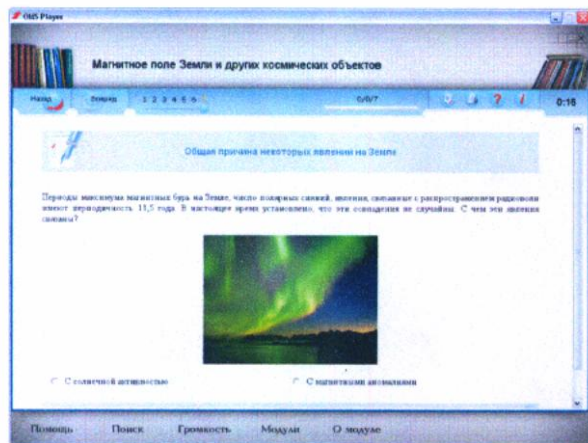 OMS Player
Магнитное поле Земли и других космических объектов
Назад Вперед 1 2 3 4 5 6 0/0/7 ? i 0:16
Общая причина некоторых явлений на Земле
Периоды максимума магнитных бурь на Земле, число полярных сияний, явления, связанные с распространением радиоволн
имеют периодичность 11,5 года. В настоящее время установлено, что эти совпадения не случайны. С чем эти явления
связаны?
С солнечной активностью С магнитными аномалиями
Помощь Поиск Громкость Модули О модуле